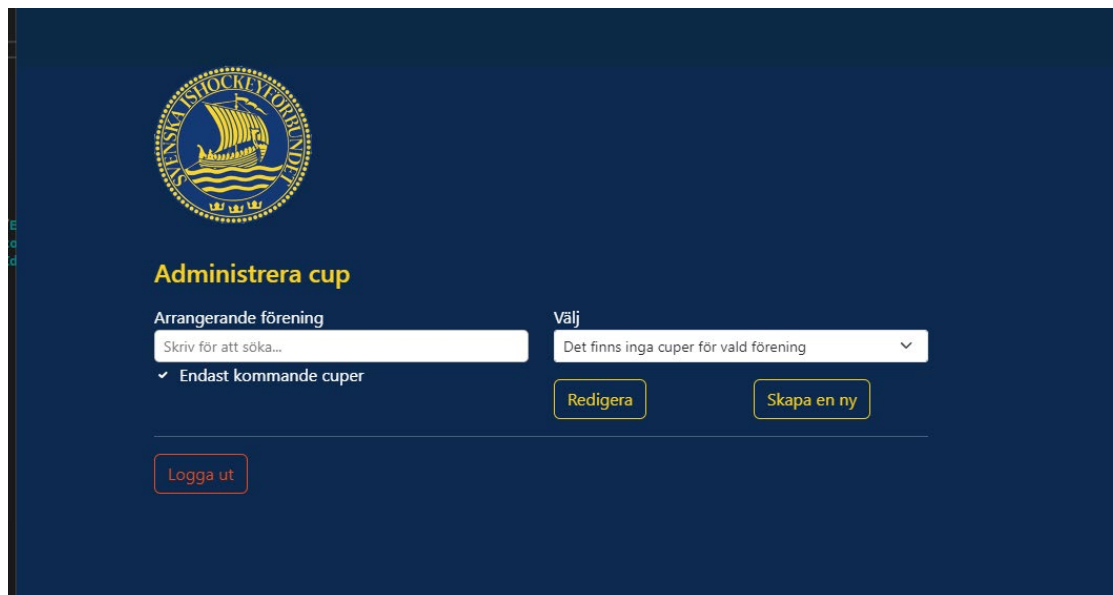 SVENSKA ISHOCKEYFÖRBUNDET
Administrera cup
Arrangerande förening
Skriv för att söka...
Endast kommande cuper
Välj
Det finns inga cuper för vald förening
Redigera
Skapa en ny
Logga ut